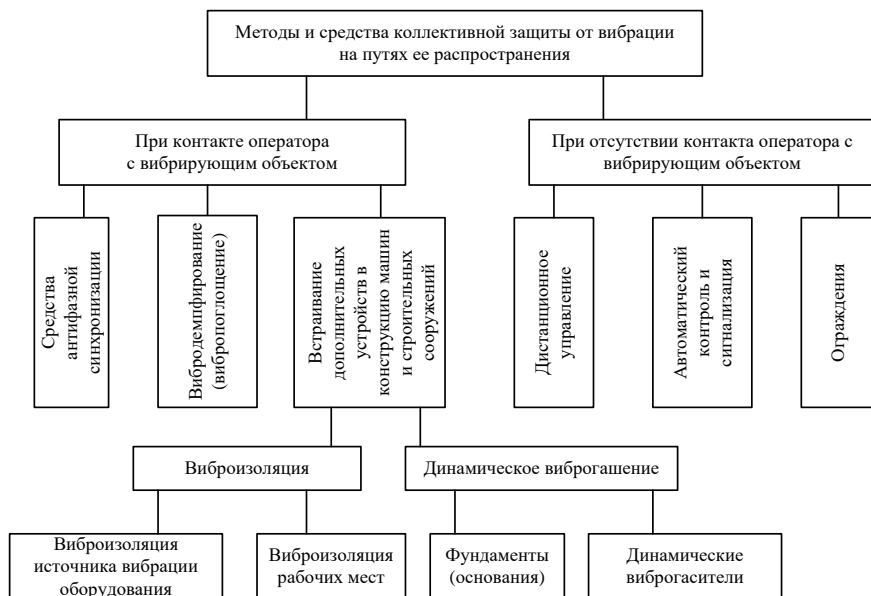 Методы и средства коллективной защиты от вибрации
на путях ее распространения
При контакте оператора
с вибрирующим объектом
При отсутствии контакта оператора с
вибрирующим объектом
Средства
антифазной
синхронизации
Вибродемпфирование
(вибропоглощение)
Встраивание
дополнительных
устройств в
конструкцию машин
и строительных
сооружений
Дистанционное
управление
Автоматический
контроль и
сигнализация
Ограждения
Виброизоляция
Динамическое виброгашение
Виброизоляция
источника вибрации
оборудования
Виброизоляция
рабочих мест
Фундаменты
(основания)
Динамические
виброгасители